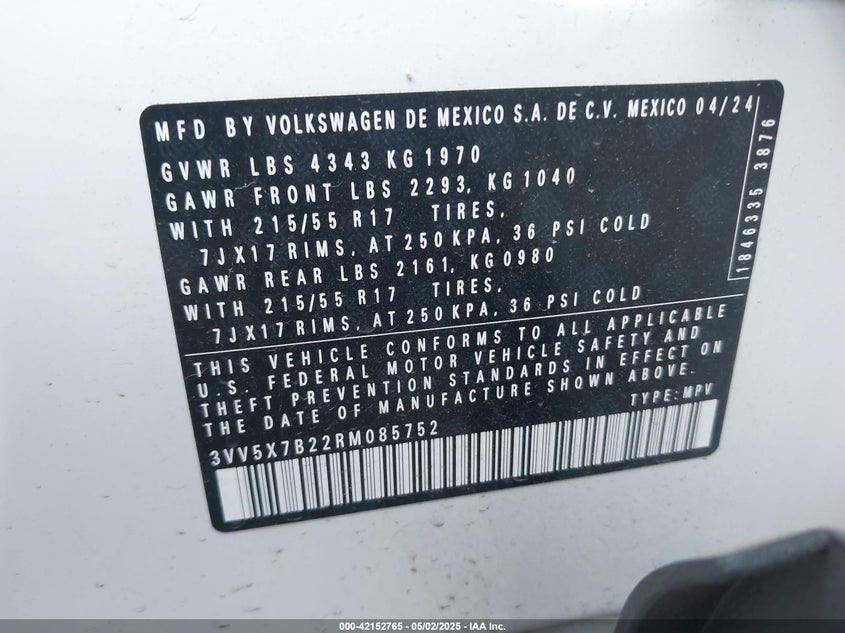 MFD BY VOLKSWAGEN DE MEXICO S.A. DE C.V. MEXICO 04/24
GVWR LBS 4343 KG 1970
GAWR FRONT LBS 2293, KG 1040
WITH 215/55 R17 TIRES,
7JX17 RIMS, AT 250 KPA, 36 PSI COLD
GAWR REAR LBS 2161, KG0980
WITH 215/55 R17 TIRES,
7JX17 RIMS, AT 250 KPA, 36 PSI COLD
1846335 3876
THIS VEHICLE CONFORMS TO ALL APPLICABLE
U.S. FEDERAL MOTOR VEHICLE SAFETY AND
THEFT PREVENTION STANDARDS IN EFFECT ON
THE DATE OF MANUFACTURE SHOWN ABOVE.
TYPE: MPV
3VV5X7B22RM085752
000-42152765 - 05/02/2025 - IAA Inc.